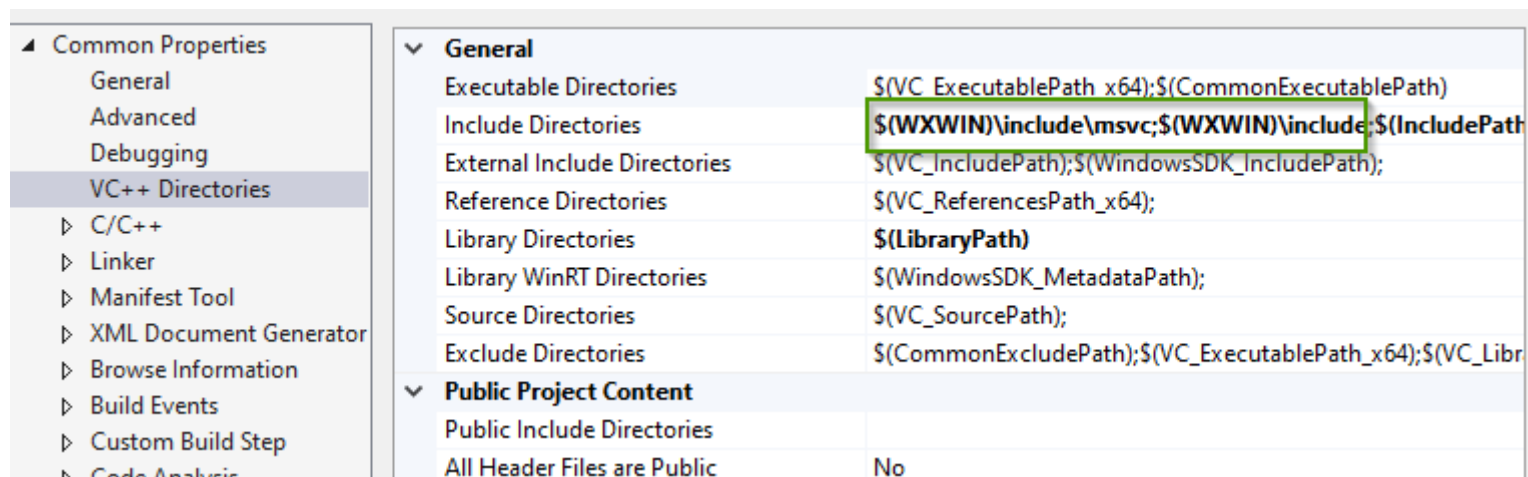 Common Properties
General
Advanced
Debugging
VC++ Directories
C/C++
Linker
Manifest Tool
XML Document Generator
Browse Information
Build Events
Custom Build Step
Code Analysis
General
Executable Directories $(VC_ExecutablePath_x64);$(CommonExecutablePath)
Include Directories $(WXWIN)\include\msvc;$(WXWIN)\include;$(IncludePath
External Include Directories $(VC_IncludePath);$(WindowsSDK_IncludePath);
Reference Directories $(VC_ReferencesPath_x64);
Library Directories $(LibraryPath)
Library WinRT Directories $(WindowsSDK_MetadataPath);
Source Directories $(VC_SourcePath);
Exclude Directories $(CommonExcludePath);$(VC_ExecutablePath_x64);$(VC_Libr
Public Project Content
Public Include Directories
All Header Files are Public No